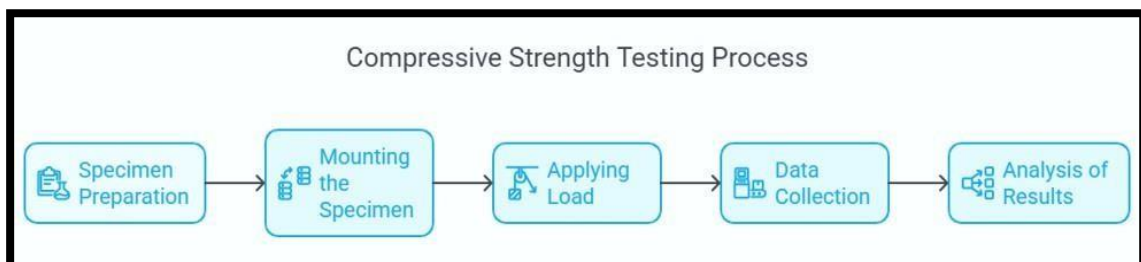 Compressive Strength Testing Process
Specimen
Preparation
Mounting
the
Specimen
Applying
Load
Data
Collection
Analysis of
Results